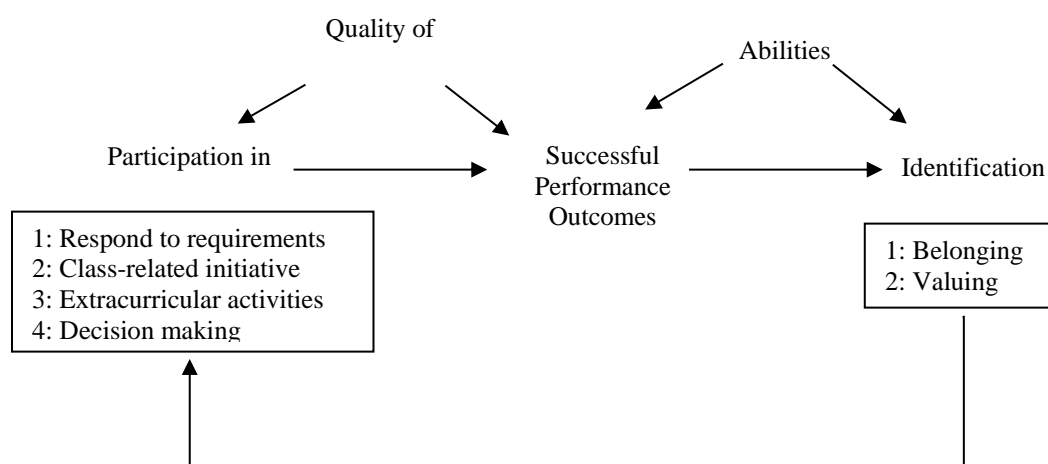 Quality of
Abilities
Participation in
Successful
Performance
Outcomes
Identification
1: Respond to requirements
2: Class-related initiative
3: Extracurricular activities
4: Decision making
1: Belonging
2: Valuing